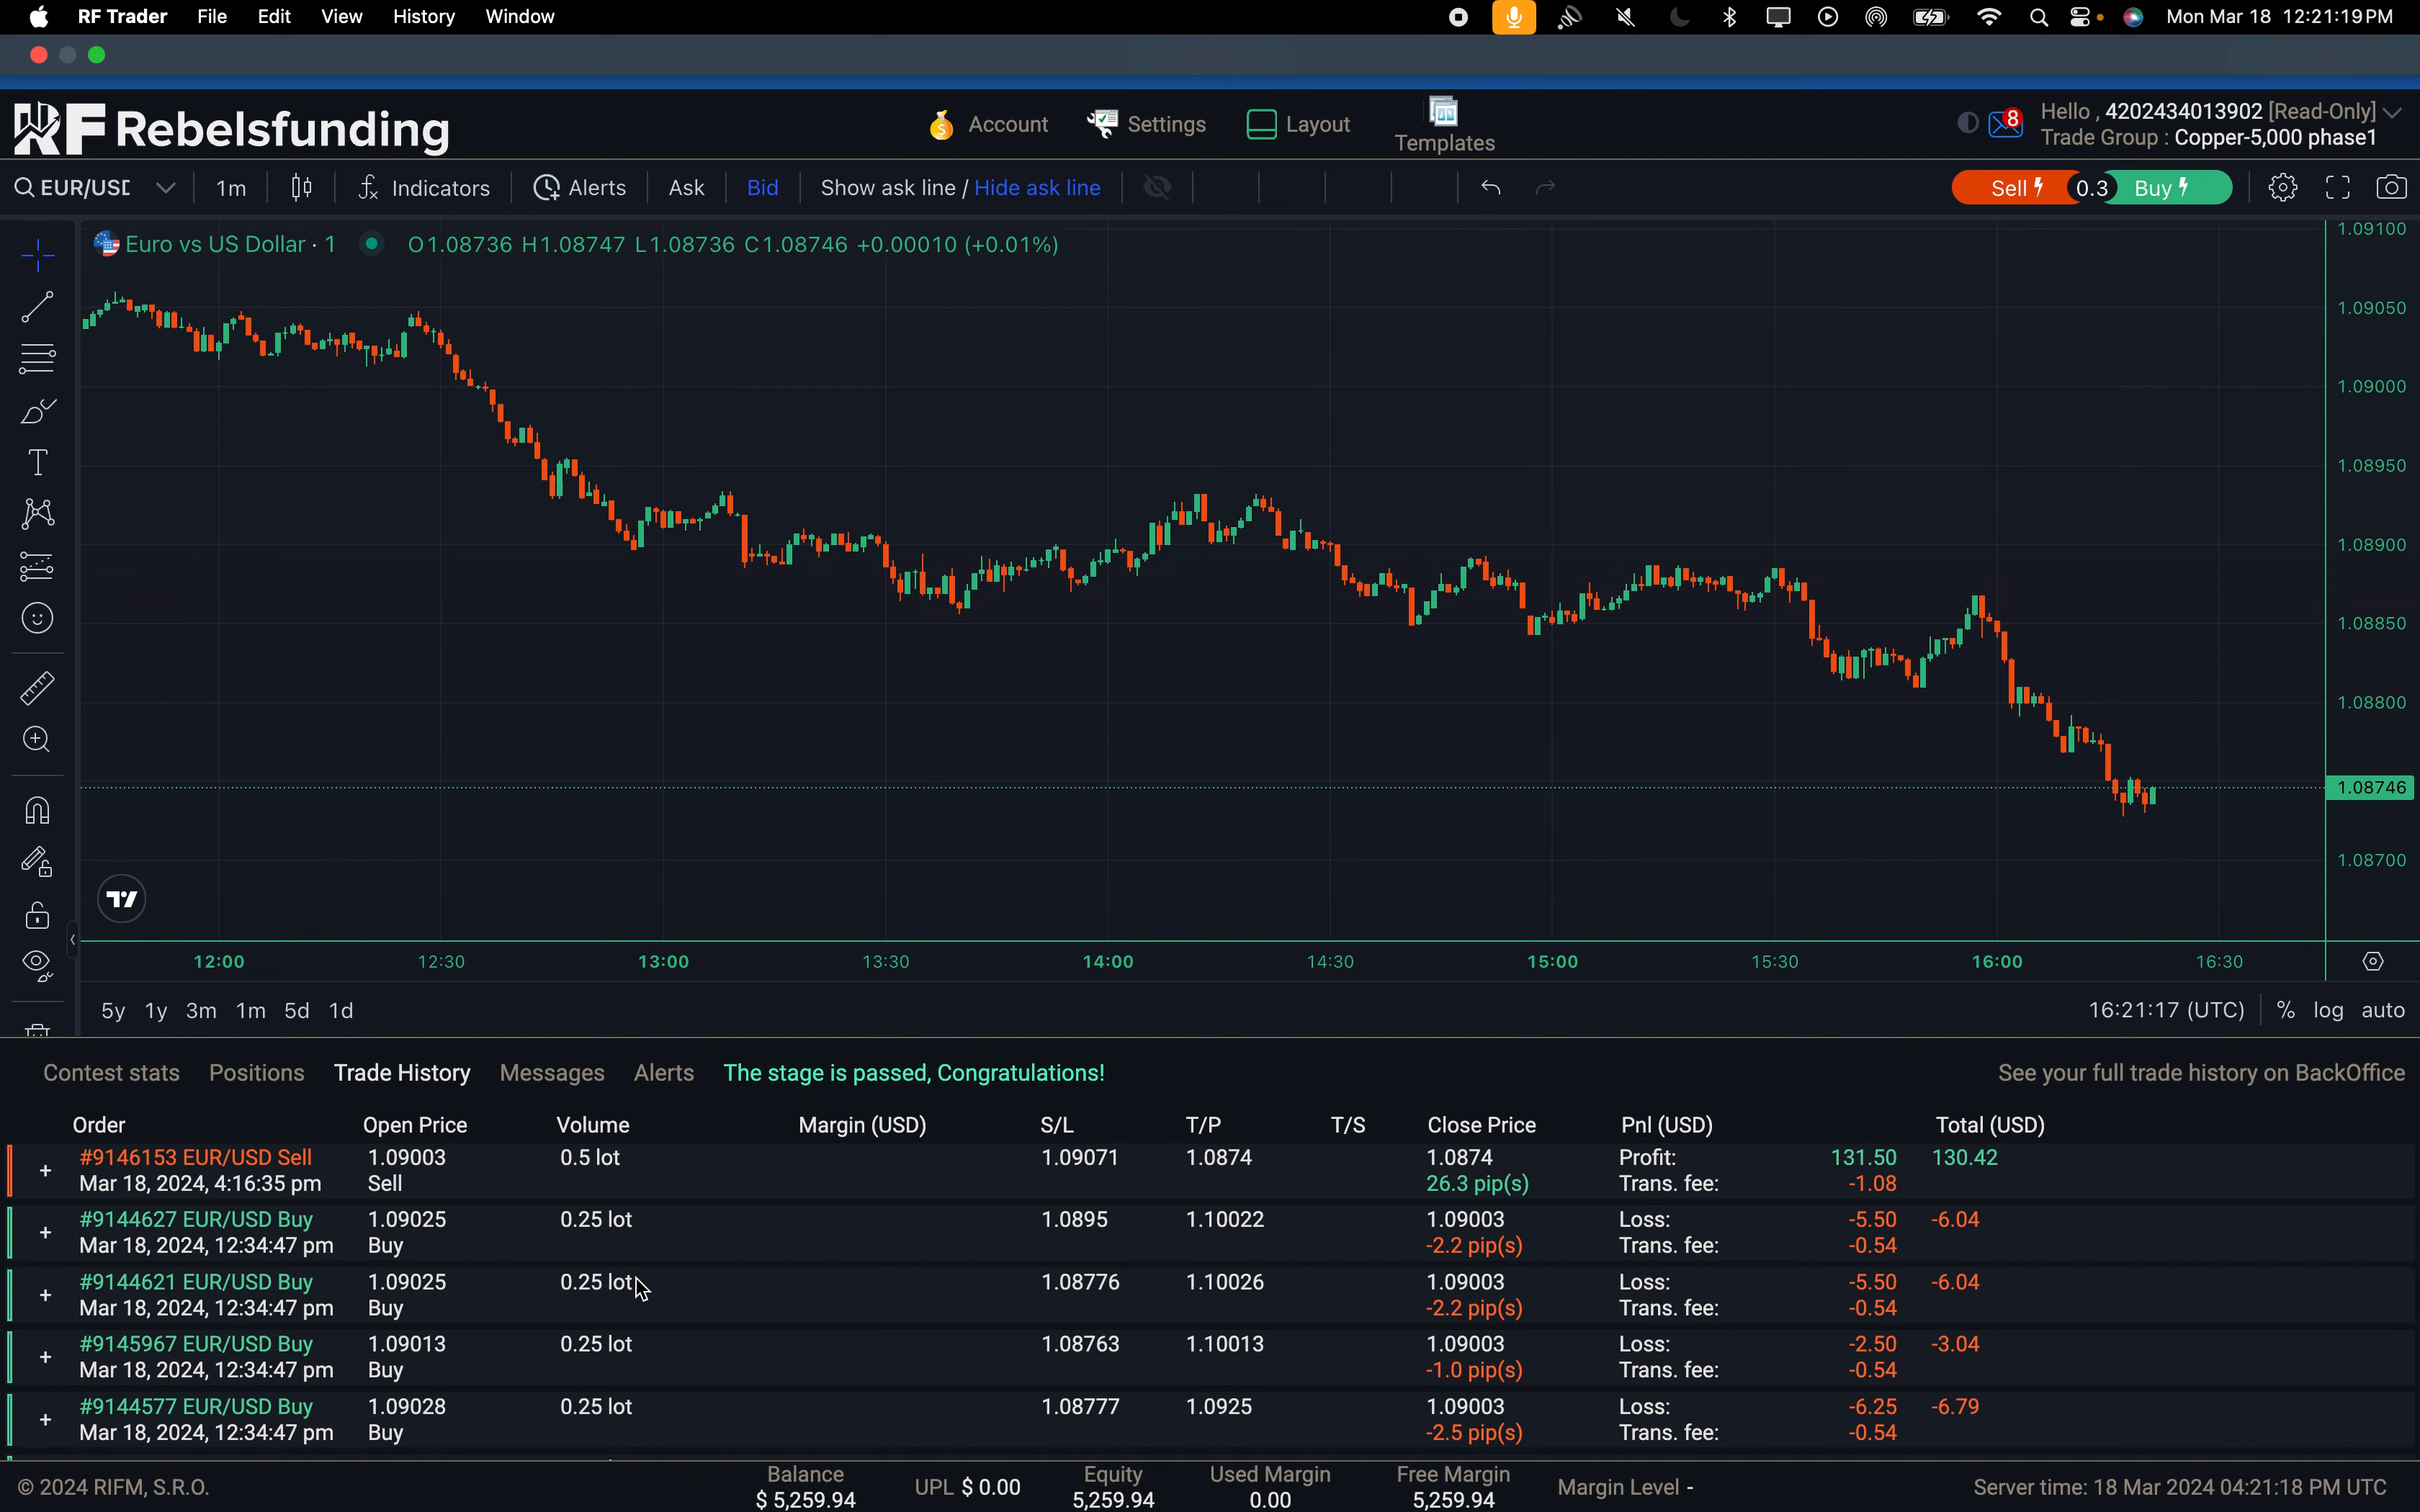 RF Trader File Edit View History Window Mon Mar 18 12:21:19 PM
RF Rebelsfunding
Account Settings Layout Templates
8
Hello , 4202434013902 [Read-Only]
Trade Group : Copper-5,000 phase1
EUR/USD 1m Indicators Alerts Ask Bid Show ask line / Hide ask line Sell 0.3 Buy
Euro vs US Dollar · 1 O1.08736 H1.08747 L1.08736 C1.08746 +0.00010 (+0.01%)
1.09100
1.09050
1.09000
1.08950
1.08900
1.08850
1.08800
1.08746
1.08700
12:00 12:30 13:00 13:30 14:00 14:30 15:00 15:30 16:00 16:30
5y 1y 3m 1m 5d 1d 16:21:17 (UTC) % log auto
Contest stats Positions Trade History Messages Alerts The stage is passed, Congratulations! See your full trade history on BackOffice
Order Open Price Volume Margin (USD) S/L T/P T/S Close Price Pnl (USD) Total (USD)
+ #9146153 EUR/USD Sell 1.09003 0.5 lot 1.09071 1.0874 1.0874 Profit: 131.50 130.42
Mar 18, 2024, 4:16:35 pm Sell 26.3 pip(s) Trans. fee: -1.08
+ #9144627 EUR/USD Buy 1.09025 0.25 lot 1.0895 1.10022 1.09003 Loss: -5.50 -6.04
Mar 18, 2024, 12:34:47 pm Buy -2.2 pip(s) Trans. fee: -0.54
+ #9144621 EUR/USD Buy 1.09025 0.25 lot 1.08776 1.10026 1.09003 Loss: -5.50 -6.04
Mar 18, 2024, 12:34:47 pm Buy -2.2 pip(s) Trans. fee: -0.54
+ #9145967 EUR/USD Buy 1.09013 0.25 lot 1.08763 1.10013 1.09003 Loss: -2.50 -3.04
Mar 18, 2024, 12:34:47 pm Buy -1.0 pip(s) Trans. fee: -0.54
+ #9144577 EUR/USD Buy 1.09028 0.25 lot 1.08777 1.0925 1.09003 Loss: -6.25 -6.79
Mar 18, 2024, 12:34:47 pm Buy -2.5 pip(s) Trans. fee: -0.54
Balance Equity Used Margin Free Margin
© 2024 RIFM, S.R.O. UPL $ 0.00 Margin Level - Server time: 18 Mar 2024 04:21:18 PM UTC
$ 5,259.94 5,259.94 0.00 5,259.94